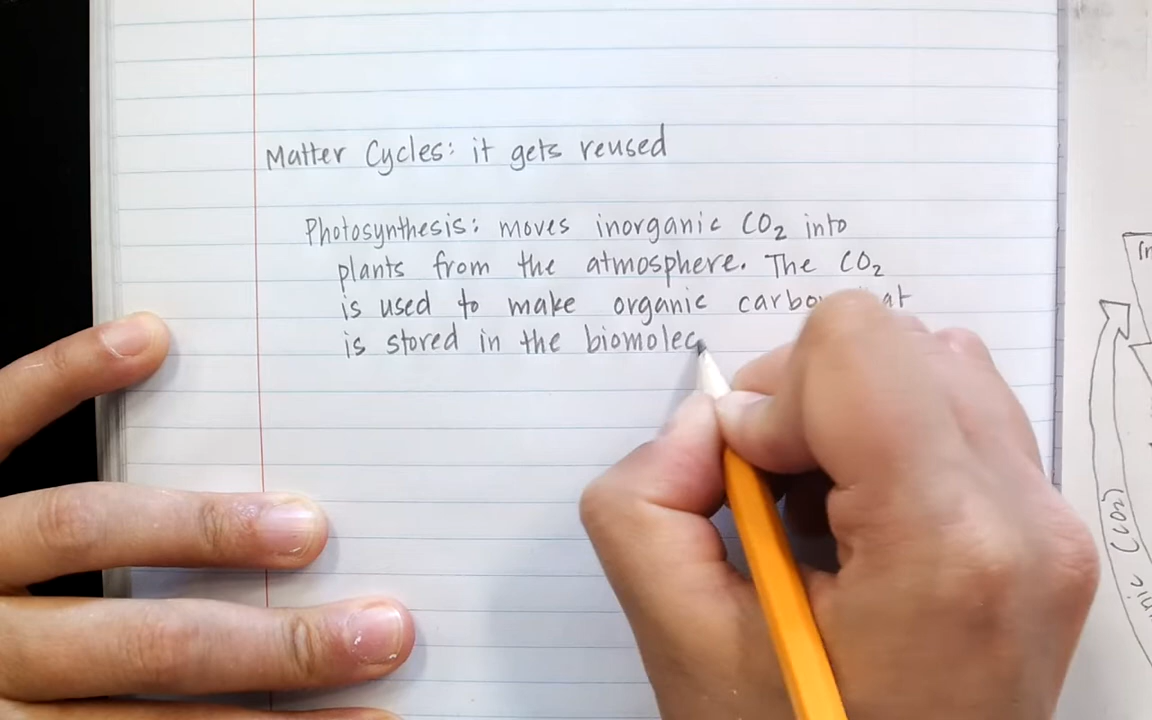 Matter Cycles: it gets reused
Photosynthesis: moves inorganic CO₂ into
plants from the atmosphere. The CO₂
is used to make organic
is stored in the biomolec
(CO₂)